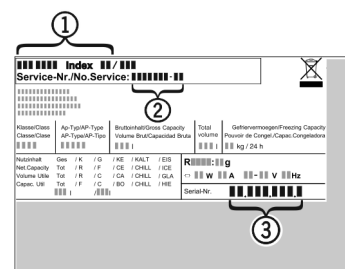 1
Index /
Service-Nr./No.Service: -
2
Klasse/Class Ap-Typ/AP-Type Bruttoinhalt/Gross Capacity Total Gefriervermoegen/Freezing Capacity
Classe/Clase AP-Type/AP-Tipo Volume Brut/Capacidad Bruta volume Pouvoir de Congel./Capac.Congeladora
l l kg / 24 h
Nutzinhalt Ges / K / G / KE / KALT / EIS
Net.Capacity Tot / R / F / CE / CHILL / ICE
Volume Utile Tot / R / C / CA / CHILL / GLA
Capac. Util Tot / F / C / BO / CHILL / HIE
l / l
R : g
W A - V Hz
Serial-Nr. . . .
3